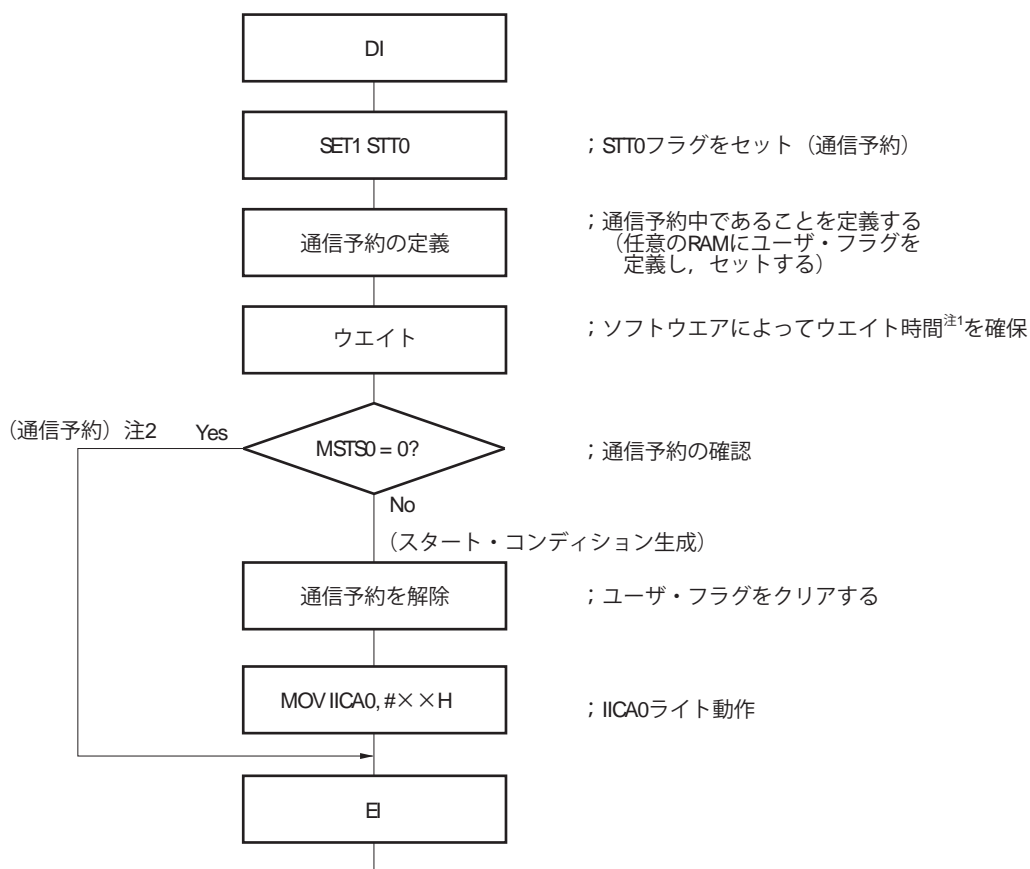 DI
SET1 STT0
；STT0フラグをセット（通信予約）
通信予約の定義
；通信予約中であることを定義する
（任意のRAMにユーザ・フラグを
定義し，セットする）
ウエイト
；ソフトウエアによってウエイト時間注1を確保
（通信予約）注2
Yes
MSTS0 = 0?
；通信予約の確認
No
（スタート・コンディション生成）
通信予約を解除
；ユーザ・フラグをクリアする
MOV IICA0, #××H
；IICA0ライト動作
EI